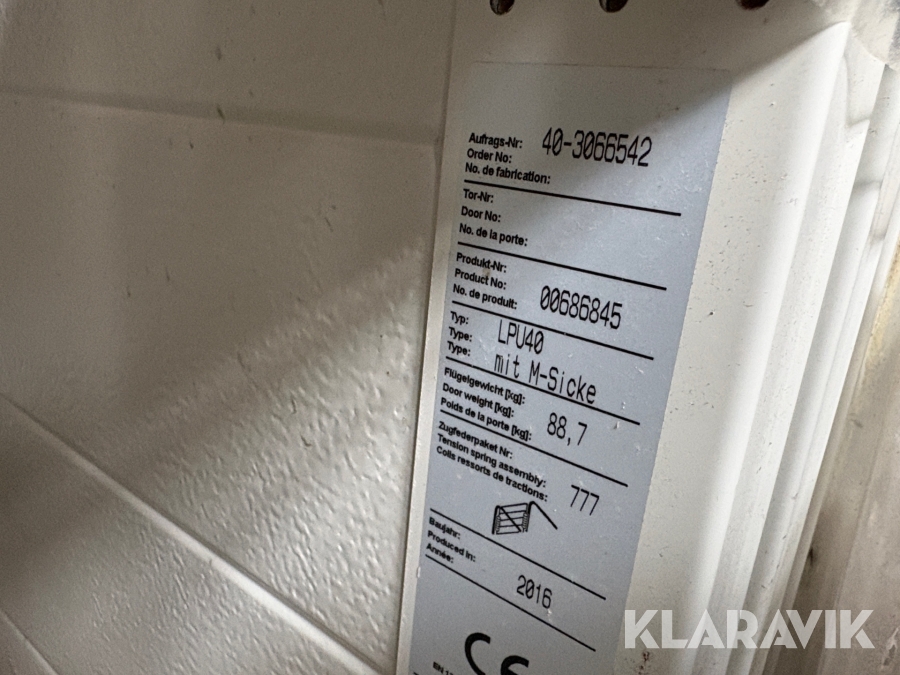 Auftrags-Nr: 40-3066542
Order No:
No. de fabrication:
Tor-Nr:
Door No:
No. de la porte:
Produkt-Nr:
Product No: 00686845
No. de produit:
Typ: LPU40
Type: mit M-Sicke
Type:
Flügelgewicht [kg]:
Door weight [kg]: 88,7
Poids de la porte [kg]:
Zugfederpaket Nr:
Tension spring assembly: 777
Colis ressorts de tractions:
Baujahr:
Produced in: 2016
Année:
CE
EN
KLARAVIK